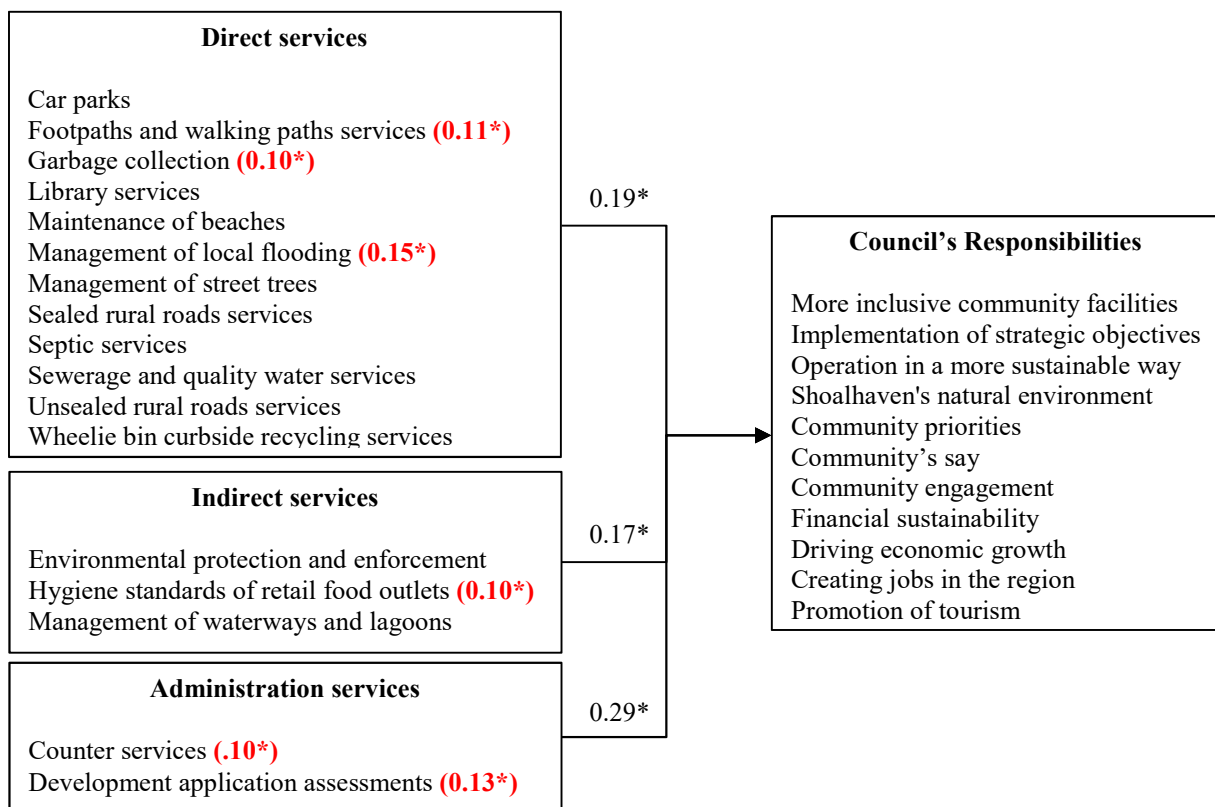 Direct services
Car parks
Footpaths and walking paths services (0.11*)
Garbage collection (0.10*)
Library services
Maintenance of beaches
Management of local flooding (0.15*)
Management of street trees
Sealed rural roads services
Septic services
Sewerage and quality water services
Unsealed rural roads services
Wheelie bin curbside recycling services
0.19*
Indirect services
Environmental protection and enforcement
Hygiene standards of retail food outlets (0.10*)
Management of waterways and lagoons
0.17*
Administration services
Counter services (.10*)
Development application assessments (0.13*)
0.29*
Council’s Responsibilities
More inclusive community facilities
Implementation of strategic objectives
Operation in a more sustainable way
Shoalhaven's natural environment
Community priorities
Community’s say
Community engagement
Financial sustainability
Driving economic growth
Creating jobs in the region
Promotion of tourism